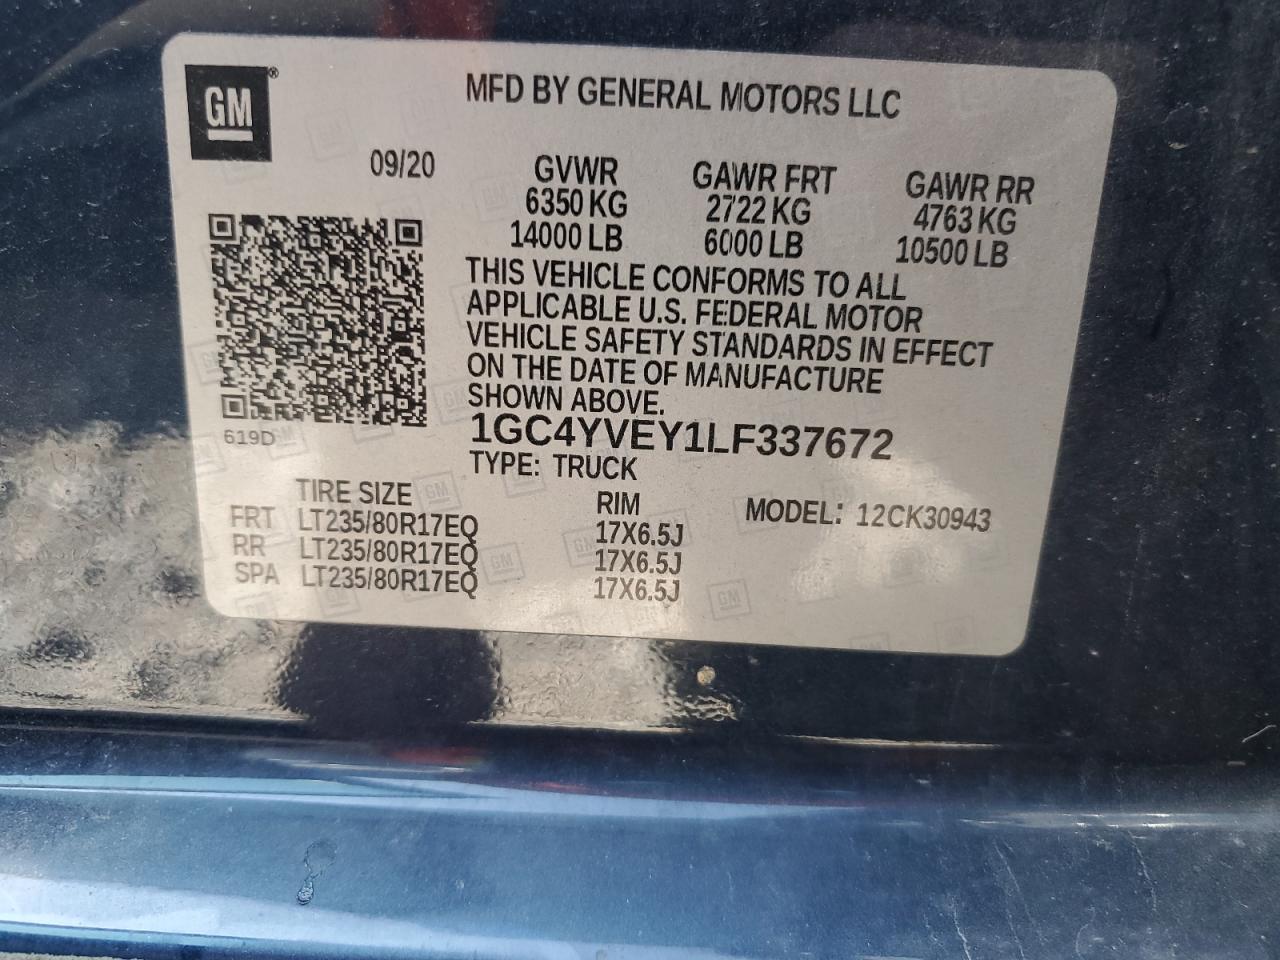 GM ®
MFD BY GENERAL MOTORS LLC
09/20
GVWR GAWR FRT GAWR RR
6350 KG 2722 KG 4763 KG
14000 LB 6000 LB 10500 LB
THIS VEHICLE CONFORMS TO ALL
APPLICABLE U.S. FEDERAL MOTOR
VEHICLE SAFETY STANDARDS IN EFFECT
ON THE DATE OF MANUFACTURE
SHOWN ABOVE.
619D
1GC4YVEY1LF337672
TYPE: TRUCK
TIRE SIZE RIM MODEL: 12CK30943
FRT LT235/80R17EQ 17X6.5J
RR LT235/80R17EQ 17X6.5J
SPA LT235/80R17EQ 17X6.5J